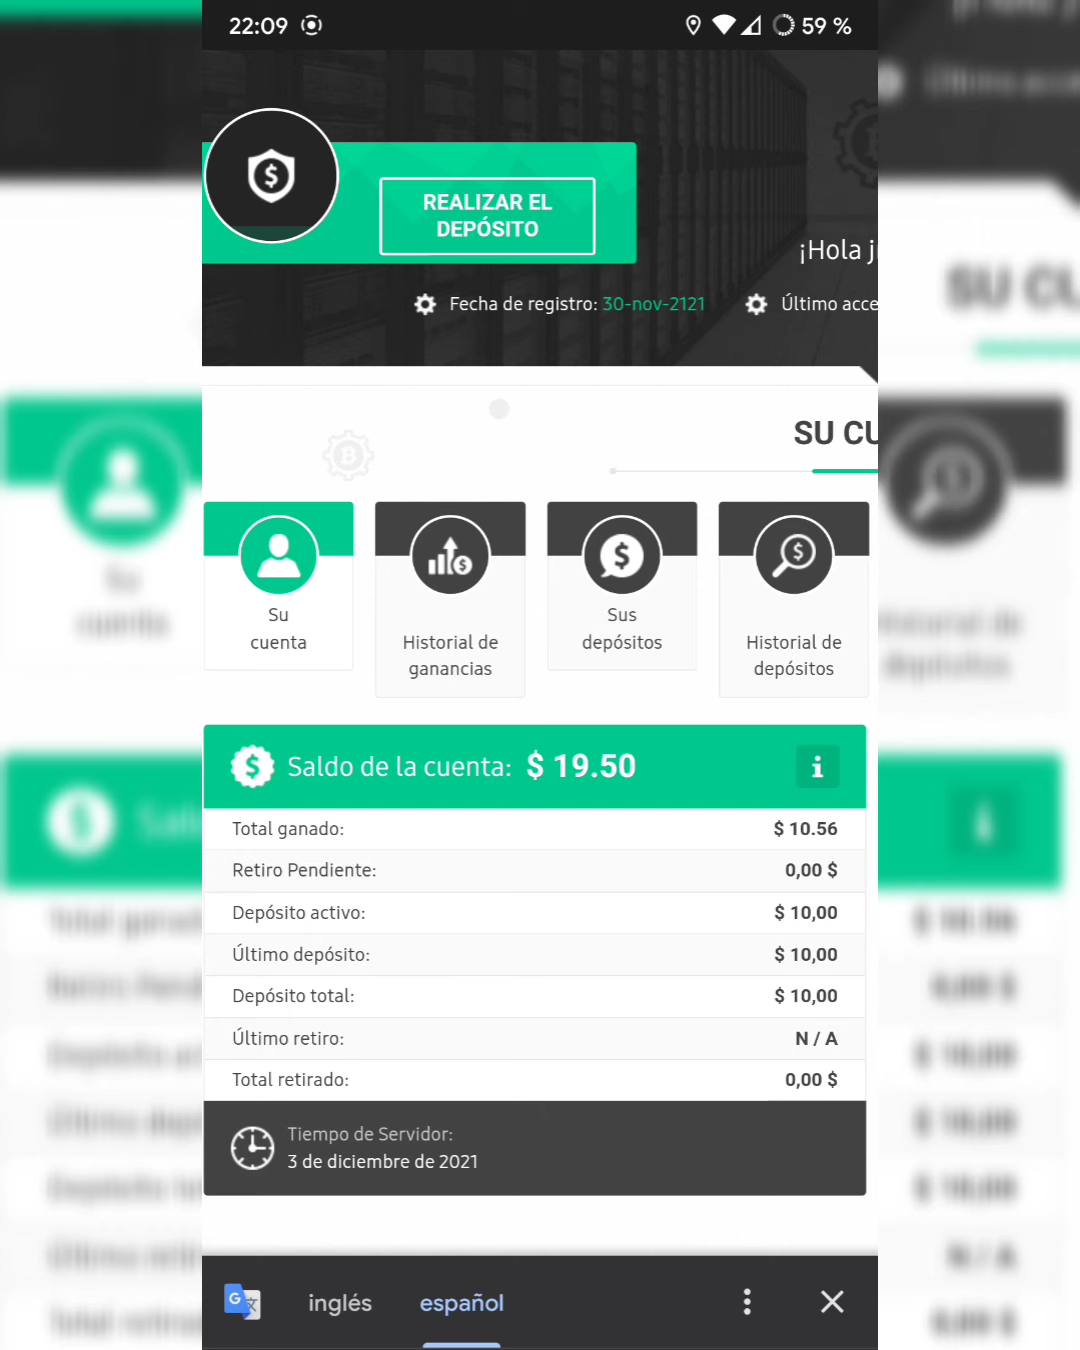 22:09
59 %
REALIZAR EL
DEPÓSITO
¡Hola j
Fecha de registro: 30-nov-2121
Último acce
SU CU
Su
cuenta
Historial de
ganancias
Sus
depósitos
Historial de
depósitos
Saldo de la cuenta: $ 19.50
Total ganado: $ 10.56
Retiro Pendiente: 0,00 $
Depósito activo: $ 10,00
Último depósito: $ 10,00
Depósito total: $ 10,00
Último retiro: N / A
Total retirado: 0,00 $
Tiempo de Servidor:
3 de diciembre de 2021
inglés español